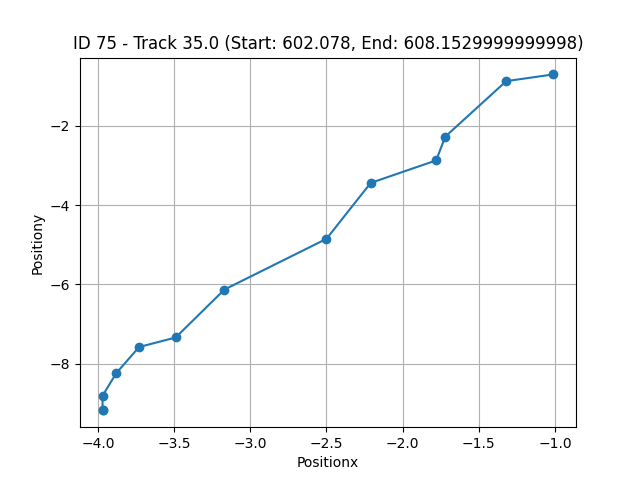 ID 75 - Track 35.0 (Start: 602.078, End: 608.1529999999998)
Positiony
−2
−4
−6
−8
−4.0 −3.5 −3.0 −2.5 −2.0 −1.5 −1.0
Positionx